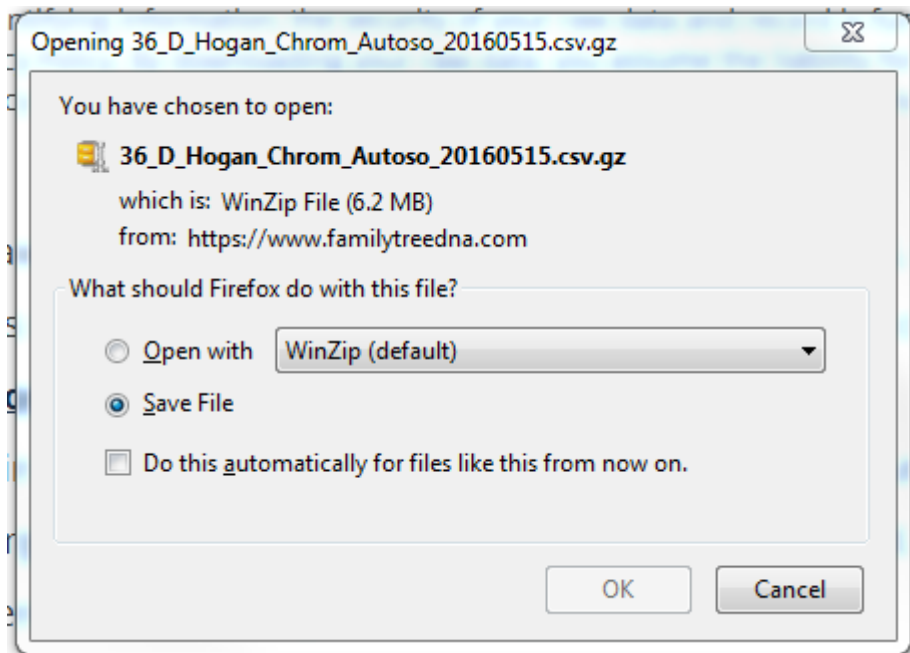 Opening 36_D_Hogan_Chrom_Autoso_20160515.csv.gz
You have chosen to open:
36_D_Hogan_Chrom_Autoso_20160515.csv.gz
which is: WinZip File (6.2 MB)
from: https://www.familytreedna.com
What should Firefox do with this file?
Open with WinZip (default)
Save File
Do this automatically for files like this from now on.
OK Cancel